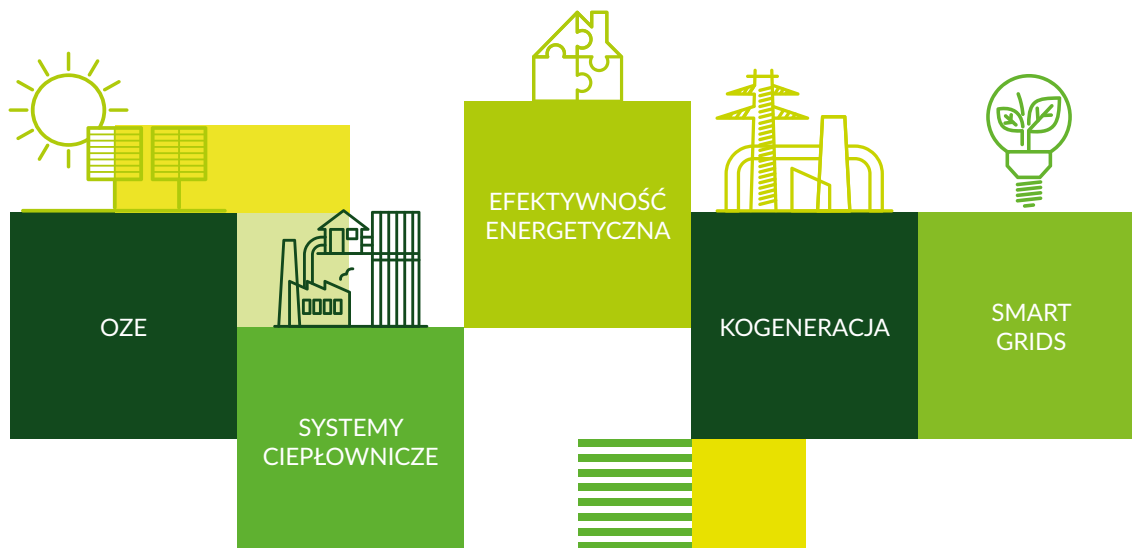 OZE
SYSTEMY
CIEPŁOWNICZE
EFEKTYWNOŚĆ
ENERGETYCZNA
KOGENERACJA
SMART
GRIDS